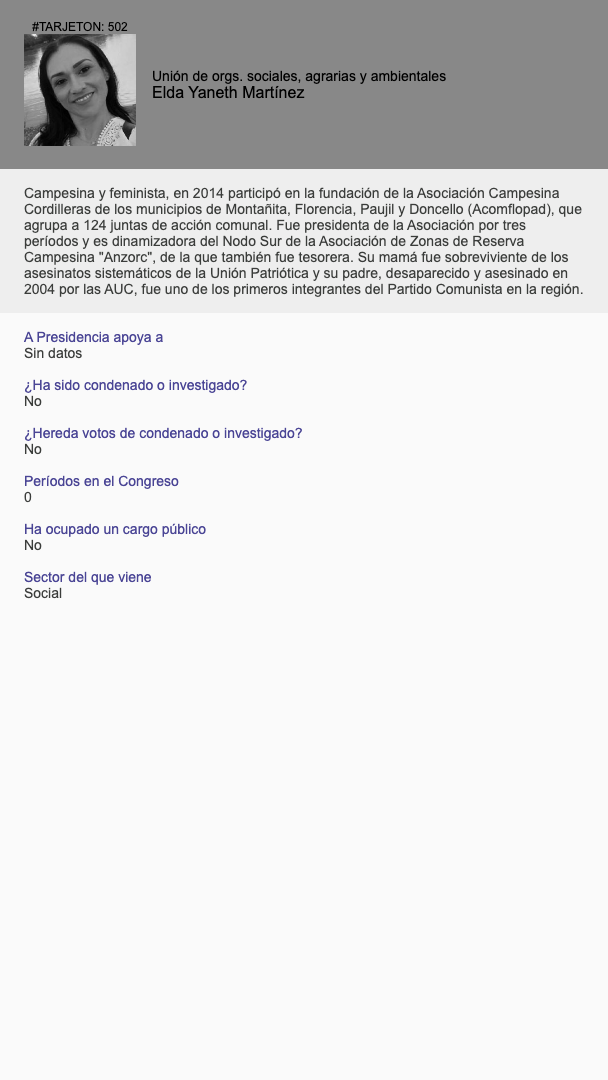 #TARJETON: 502
Unión de orgs. sociales, agrarias y ambientales
Elda Yaneth Martínez
Campesina y feminista, en 2014 participó en la fundación de la Asociación Campesina
Cordilleras de los municipios de Montañita, Florencia, Paujil y Doncello (Acomflopad), que
agrupa a 124 juntas de acción comunal. Fue presidenta de la Asociación por tres
períodos y es dinamizadora del Nodo Sur de la Asociación de Zonas de Reserva
Campesina "Anzorc", de la que también fue tesorera. Su mamá fue sobreviviente de los
asesinatos sistemáticos de la Unión Patriótica y su padre, desaparecido y asesinado en
2004 por las AUC, fue uno de los primeros integrantes del Partido Comunista en la región.
A Presidencia apoya a
Sin datos
¿Ha sido condenado o investigado?
No
¿Hereda votos de condenado o investigado?
No
Períodos en el Congreso
0
Ha ocupado un cargo público
No
Sector del que viene
Social